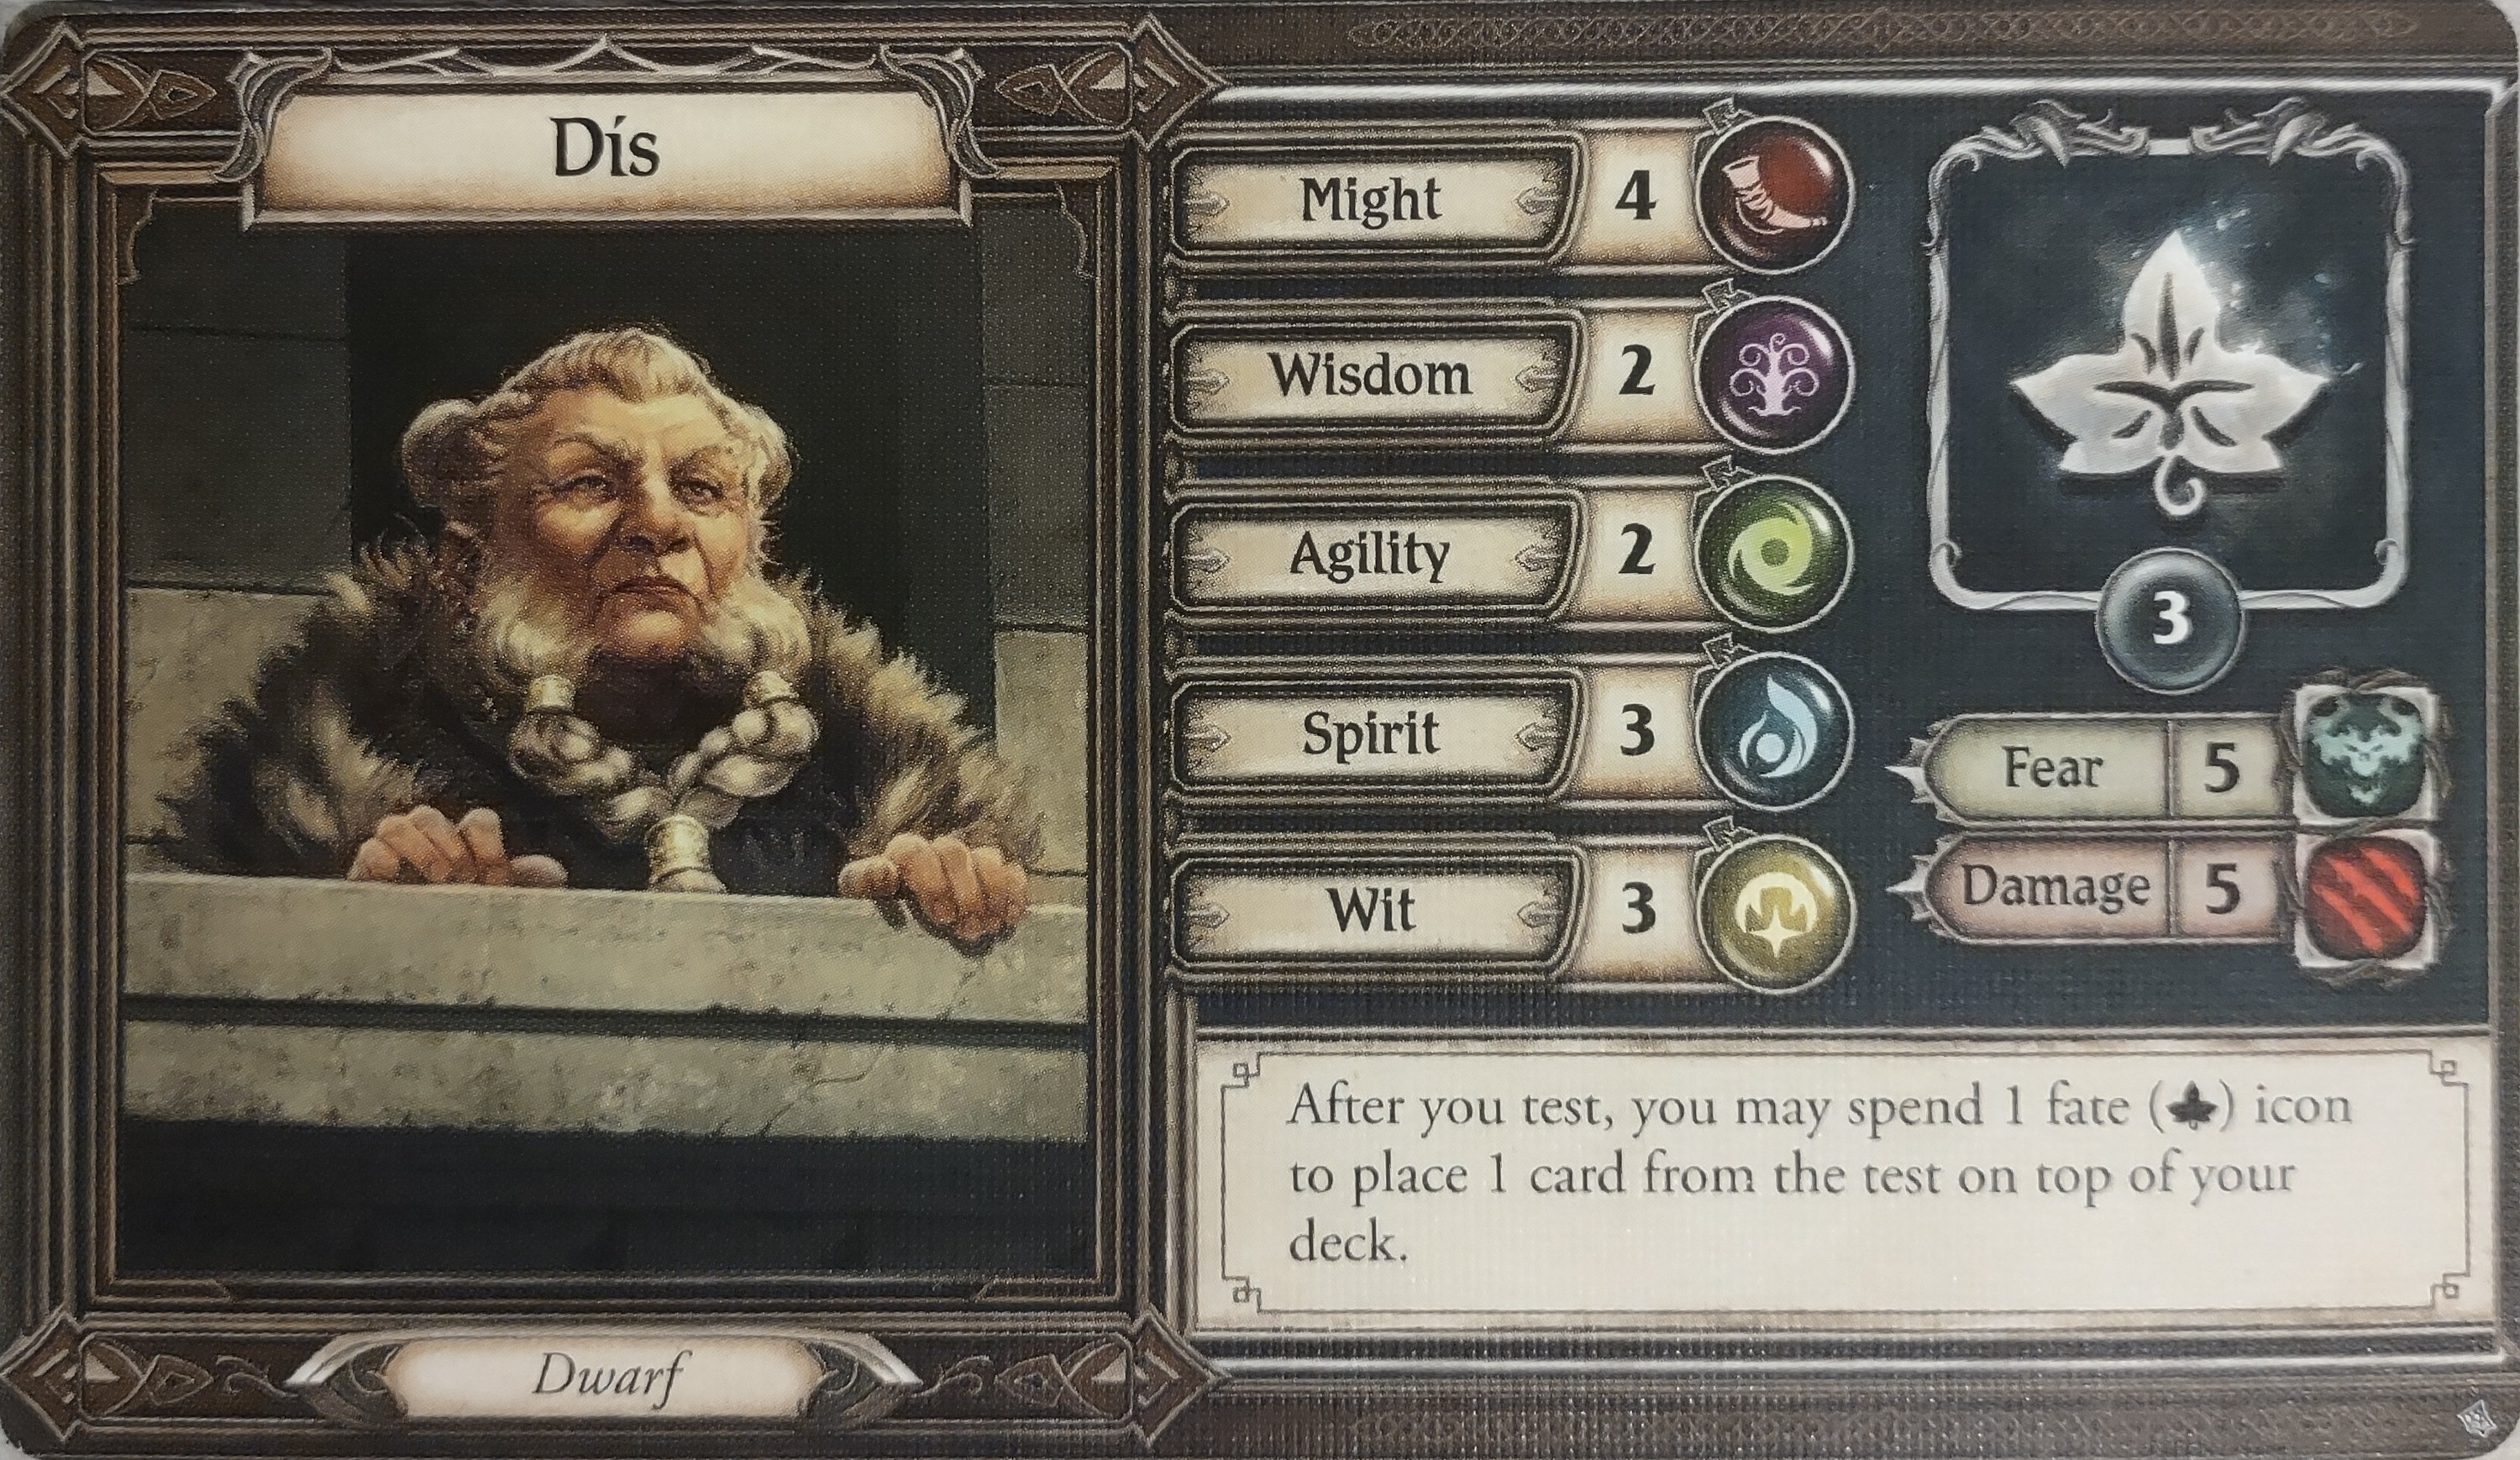 Dís
Might 4
Wisdom 2
Agility 2
Spirit 3
Wit 3
3
Fear 5
Damage 5
After you test, you may spend 1 fate ( ) icon
to place 1 card from the test on top of your
deck.
Dwarf